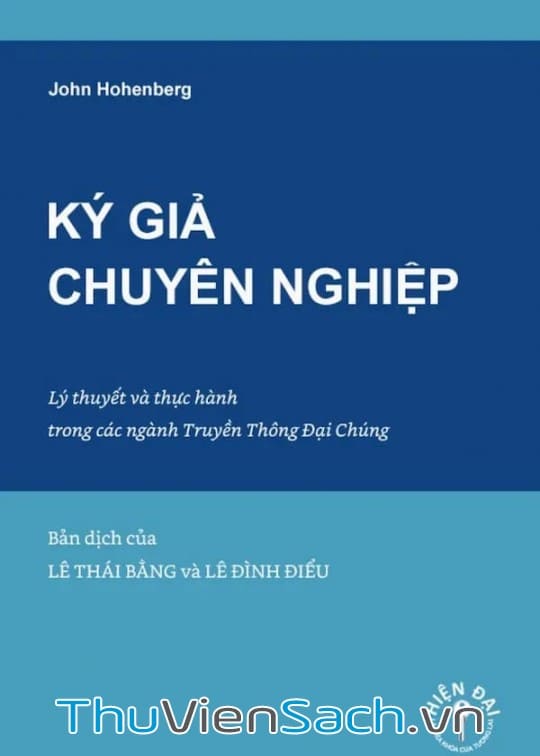 John Hohenberg
KÝ GIẢ
CHUYÊN NGHIỆP
Lý thuyết và thực hành
trong các ngành Truyền Thông Đại Chúng
Bản dịch của
LÊ THÁI BẰNG và LÊ ĐÌNH ĐIỂU
HIỆN ĐẠI
ThuVienSach.vn